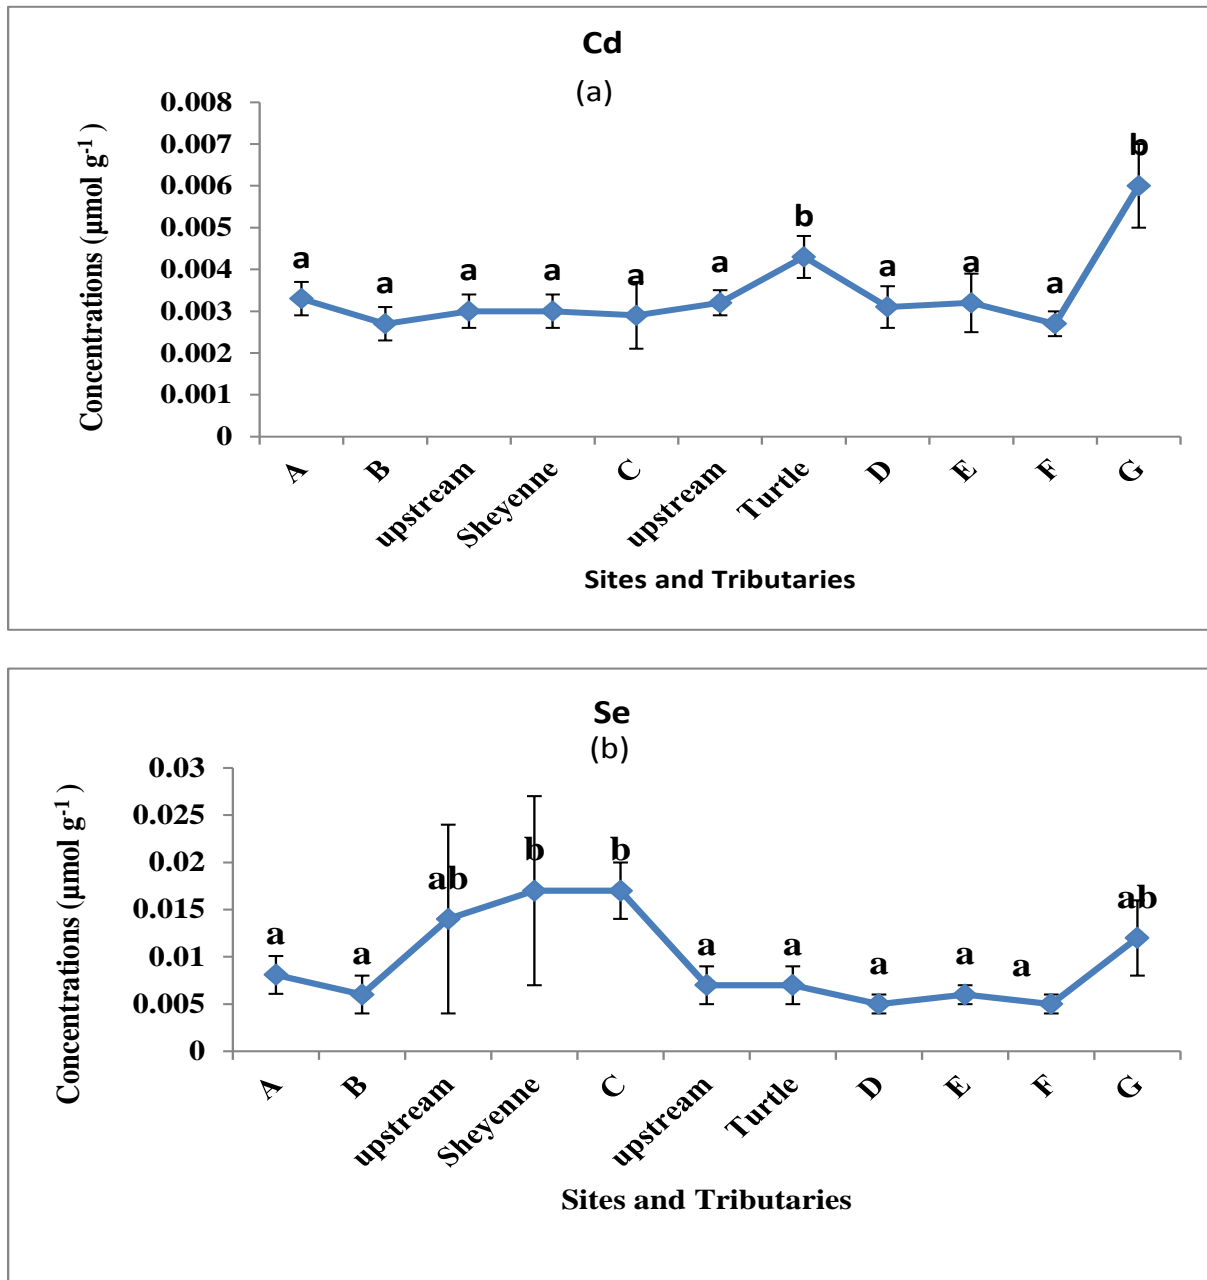 Cd
(a)
Concentrations (µmol g-1 )
0.008
0.007
0.006
0.005
0.004
0.003
0.002
0.001
0
a
a
a
a
a
a
b
a
a
a
b
A
B
upstream
Sheyenne
C
upstream
Turtle
D
E
F
G
Sites and Tributaries
Se
(b)
Concentrations (µmol g-1 )
0.03
0.025
0.02
0.015
0.01
0.005
0
a
a
ab
b
b
a
a
a
a
a
ab
A
B
upstream
Sheyenne
C
upstream
Turtle
D
E
F
G
Sites and Tributaries